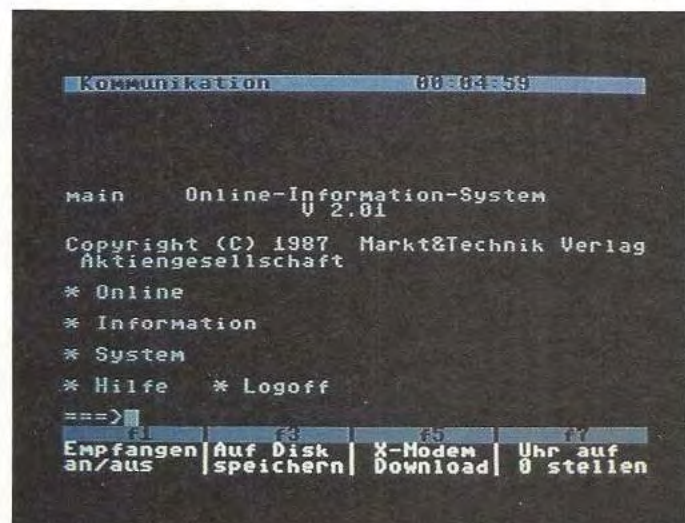 Kommunikation 00:04:59
main Online-Information-System
V 2.01
Copyright (C) 1987 Markt&Technik Verlag
Aktiengesellschaft
* Online
* Information
* System
* Hilfe * Logoff
===>
f1 f3 f5 f7
Empfangen Auf Disk X-Modem Uhr auf
an/aus speichern Download 0 stellen